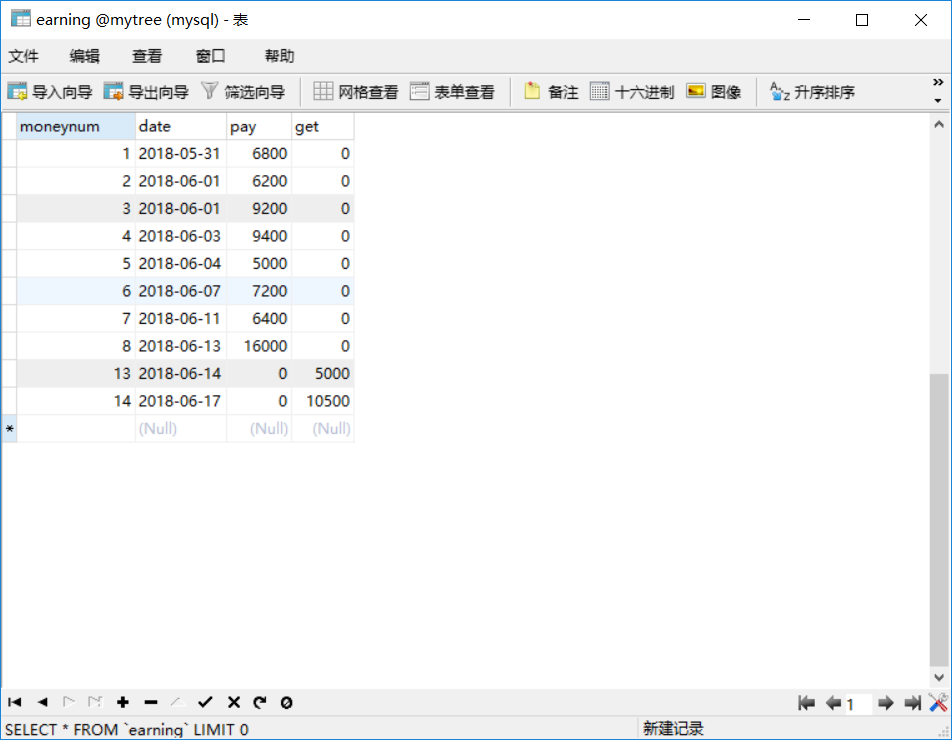 earning @mytree (mysql) - 表
文件 编辑 查看 窗口 帮助
导入向导 导出向导 筛选向导 网格查看 表单查看 备注 十六进制 图像 升序排序
moneynum date pay get
1 2018-05-31 6800 0
2 2018-06-01 6200 0
3 2018-06-01 9200 0
4 2018-06-03 9400 0
5 2018-06-04 5000 0
6 2018-06-07 7200 0
7 2018-06-11 6400 0
8 2018-06-13 16000 0
13 2018-06-14 0 5000
14 2018-06-17 0 10500
* (Null) (Null) (Null)
1
SELECT * FROM `earning` LIMIT 0 新建记录